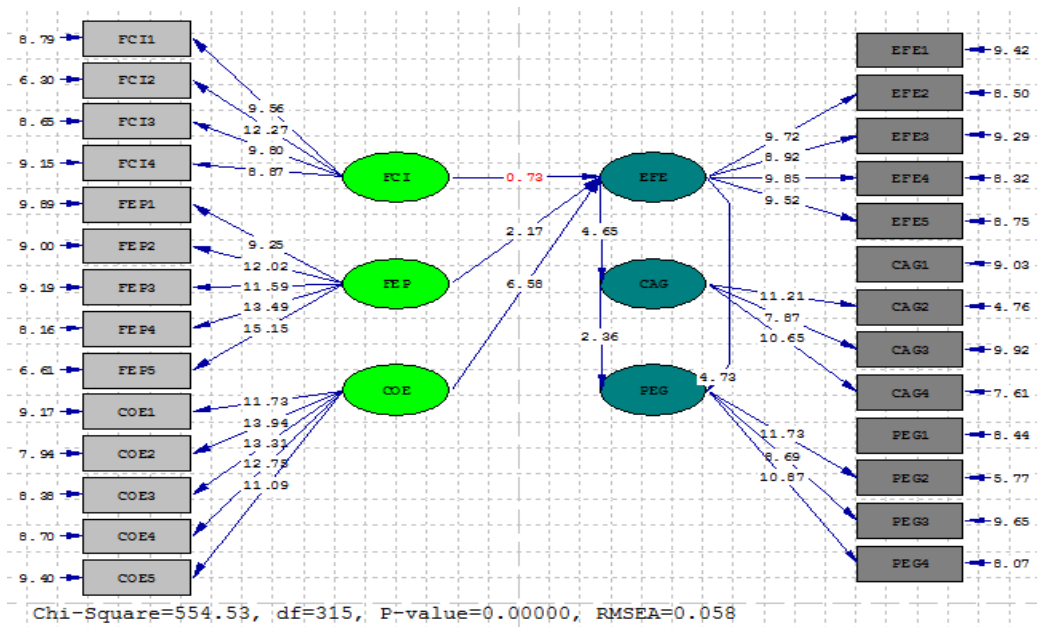 8.79 FCI1
6.30 FCI2
8.65 FCI3
9.15 FCI4
9.89 FEP1
9.00 FEP2
9.19 FEP3
8.16 FEP4
6.61 FEP5
9.17 COE1
7.94 COE2
8.38 COE3
8.70 COE4
9.40 COE5
9.56
12.27
9.80
8.87
9.25
12.02
11.59
13.49
15.15
11.73
13.94
13.31
12.75
11.09
FCI
FEP
COE
0.73
2.17
6.58
EFE
4.65
CAG
2.36
PEG
4.73
9.72
8.92
9.85
9.52
11.21
7.87
10.65
11.73
8.69
10.87
EFE1 9.42
EFE2 8.50
EFE3 9.29
EFE4 8.32
EFE5 8.75
CAG1 9.03
CAG2 4.76
CAG3 9.92
CAG4 7.61
PEG1 8.44
PEG2 5.77
PEG3 9.65
PEG4 8.07
Chi-Square=554.53, df=315, P-value=0.00000, RMSEA=0.058